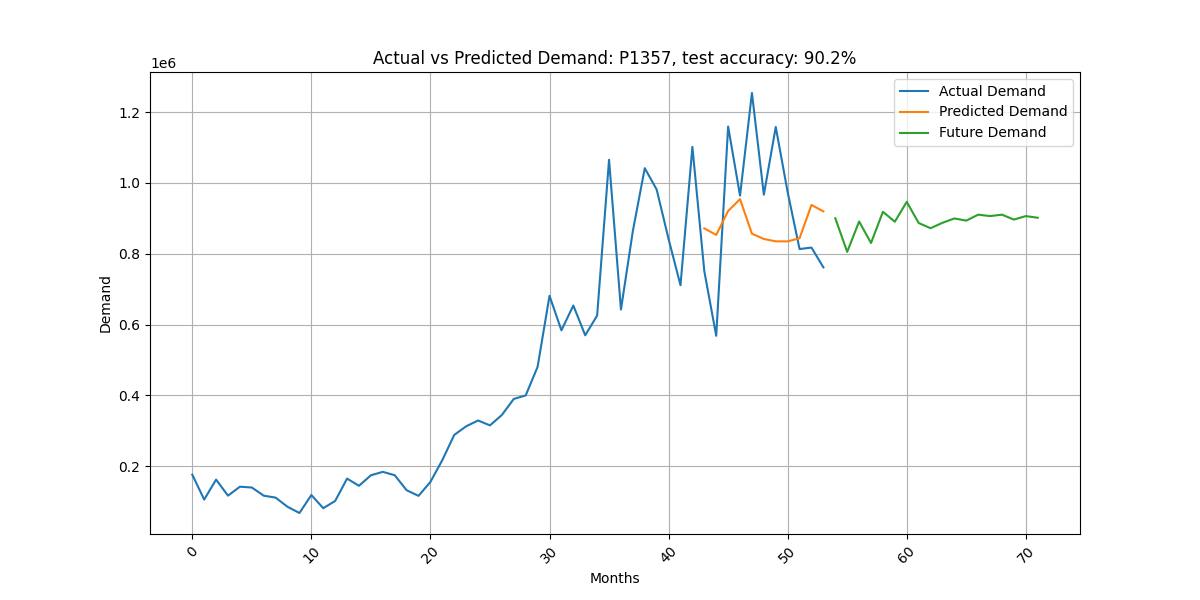 Actual vs Predicted Demand: P1357, test accuracy: 90.2%
1e6
Actual Demand
Predicted Demand
Future Demand
1.2
1.0
0.8
0.6
0.4
0.2
Demand
0 10 20 30 40 50 60 70
Months